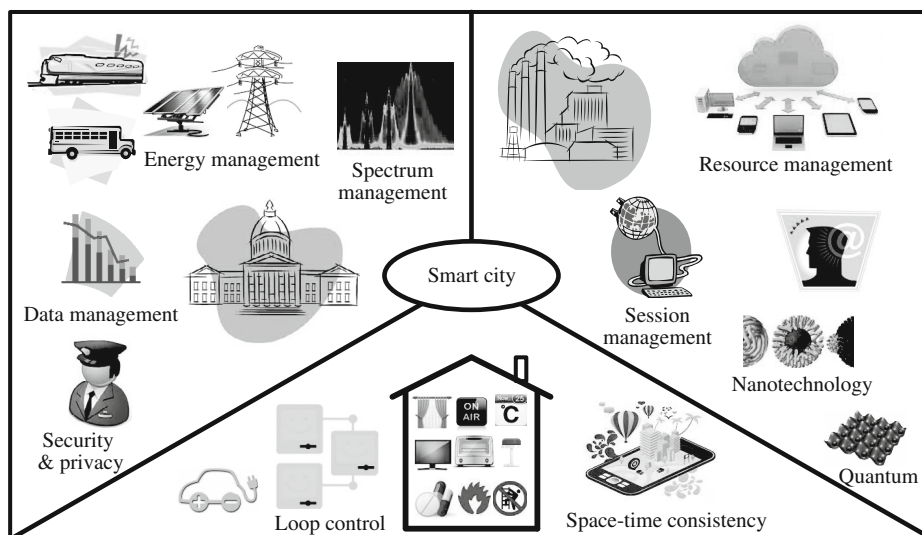 Energy management
Spectrum
management
Resource management
Data management
Smart city
Session
management
@
Nanotechnology
Security
& privacy
ON
AIR
25
°C
Quantum
Loop control
Space-time consistency